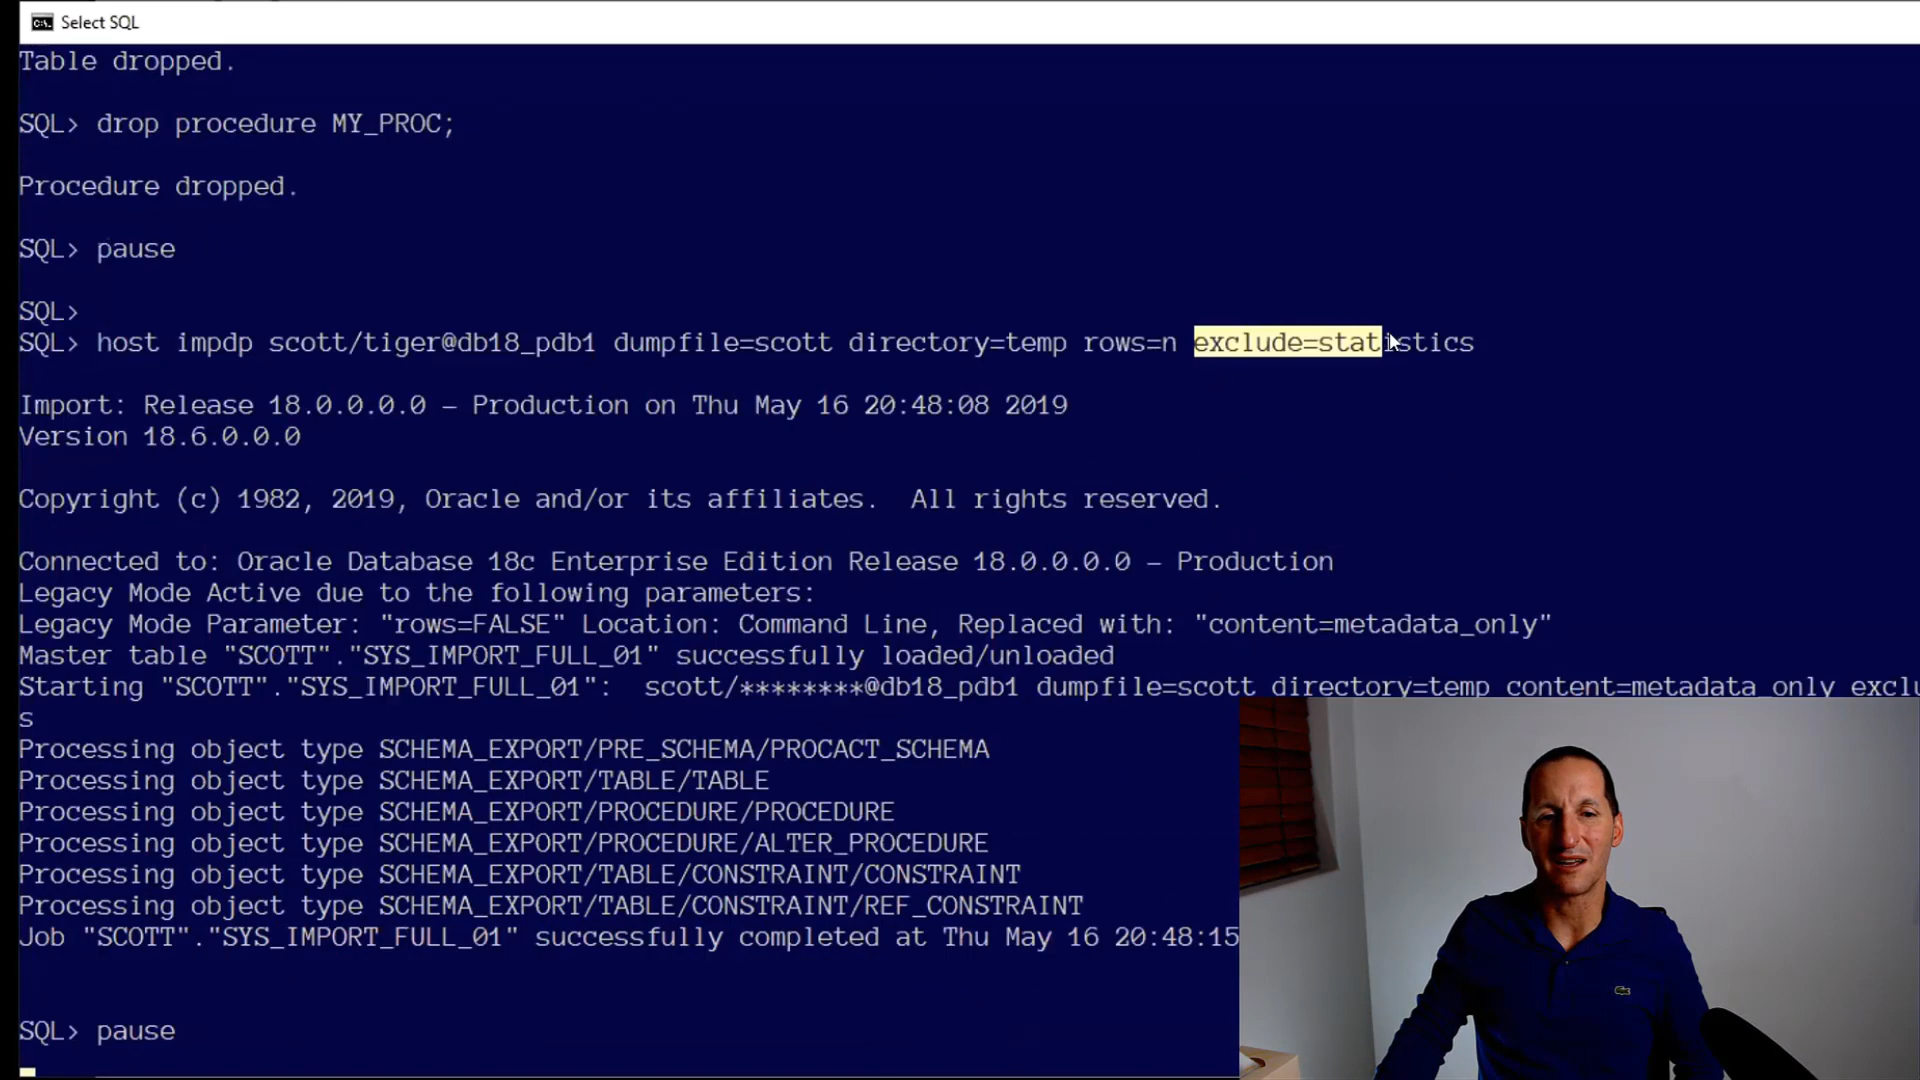 Select SQL
Table dropped.
SQL> drop procedure MY_PROC;
Procedure dropped.
SQL> pause
SQL>
SQL> host impdp scott/tiger@db18_pdb1 dumpfile=scott directory=temp rows=n exclude=statistics
Import: Release 18.0.0.0.0 - Production on Thu May 16 20:48:08 2019
Version 18.6.0.0.0
Copyright (c) 1982, 2019, Oracle and/or its affiliates.  All rights reserved.
Connected to: Oracle Database 18c Enterprise Edition Release 18.0.0.0.0 - Production
Legacy Mode Active due to the following parameters:
Legacy Mode Parameter: "rows=FALSE" Location: Command Line, Replaced with: "content=metadata_only"
Master table "SCOTT"."SYS_IMPORT_FULL_01" successfully loaded/unloaded
Starting "SCOTT"."SYS_IMPORT_FULL_01":  scott/********@db18_pdb1 dumpfile=scott directory=temp content=metadata_only exclu
s
Processing object type SCHEMA_EXPORT/PRE_SCHEMA/PROCACT_SCHEMA
Processing object type SCHEMA_EXPORT/TABLE/TABLE
Processing object type SCHEMA_EXPORT/PROCEDURE/PROCEDURE
Processing object type SCHEMA_EXPORT/PROCEDURE/ALTER_PROCEDURE
Processing object type SCHEMA_EXPORT/TABLE/CONSTRAINT/CONSTRAINT
Processing object type SCHEMA_EXPORT/TABLE/CONSTRAINT/REF_CONSTRAINT
Job "SCOTT"."SYS_IMPORT_FULL_01" successfully completed at Thu May 16 20:48:15
SQL> pause